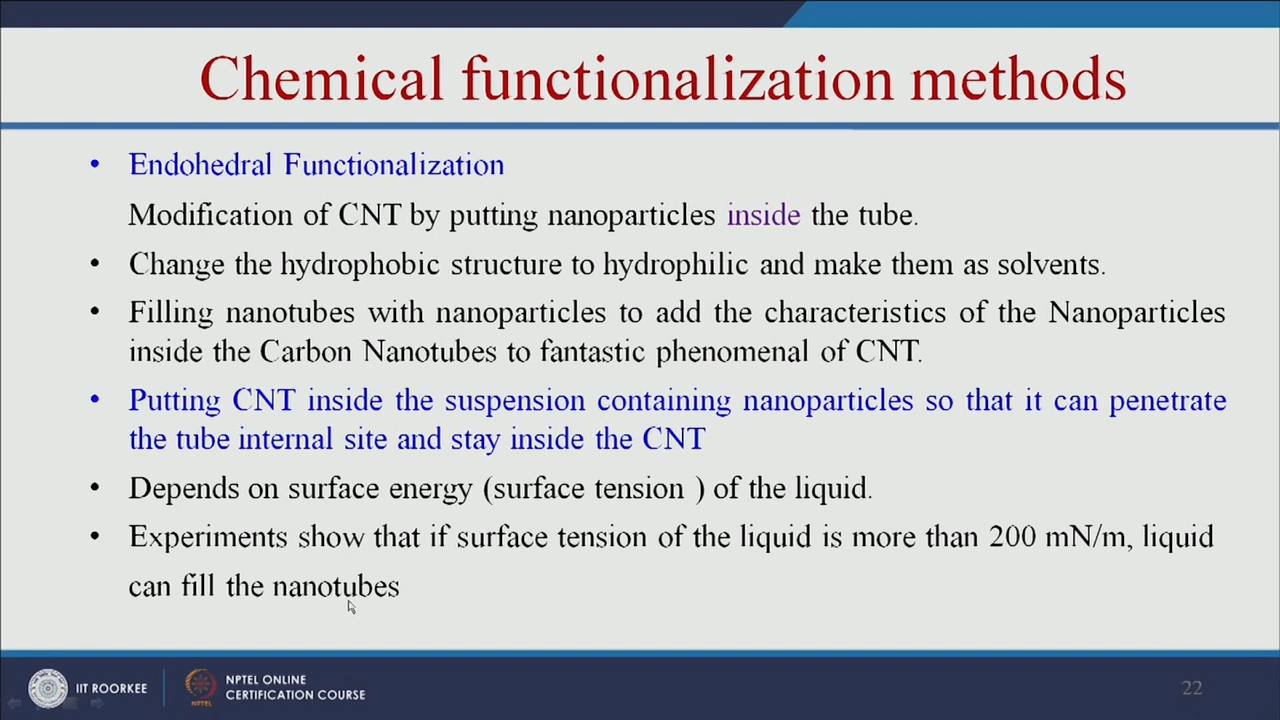 Chemical functionalization methods
• Endohedral Functionalization
Modification of CNT by putting nanoparticles inside the tube.
• Change the hydrophobic structure to hydrophilic and make them as solvents.
• Filling nanotubes with nanoparticles to add the characteristics of the Nanoparticles
inside the Carbon Nanotubes to fantastic phenomenal of CNT.
• Putting CNT inside the suspension containing nanoparticles so that it can penetrate
the tube internal site and stay inside the CNT
• Depends on surface energy (surface tension ) of the liquid.
• Experiments show that if surface tension of the liquid is more than 200 mN/m, liquid
can fill the nanotubes
IIT ROORKEE
NPTEL
NPTEL ONLINE
CERTIFICATION COURSE
22